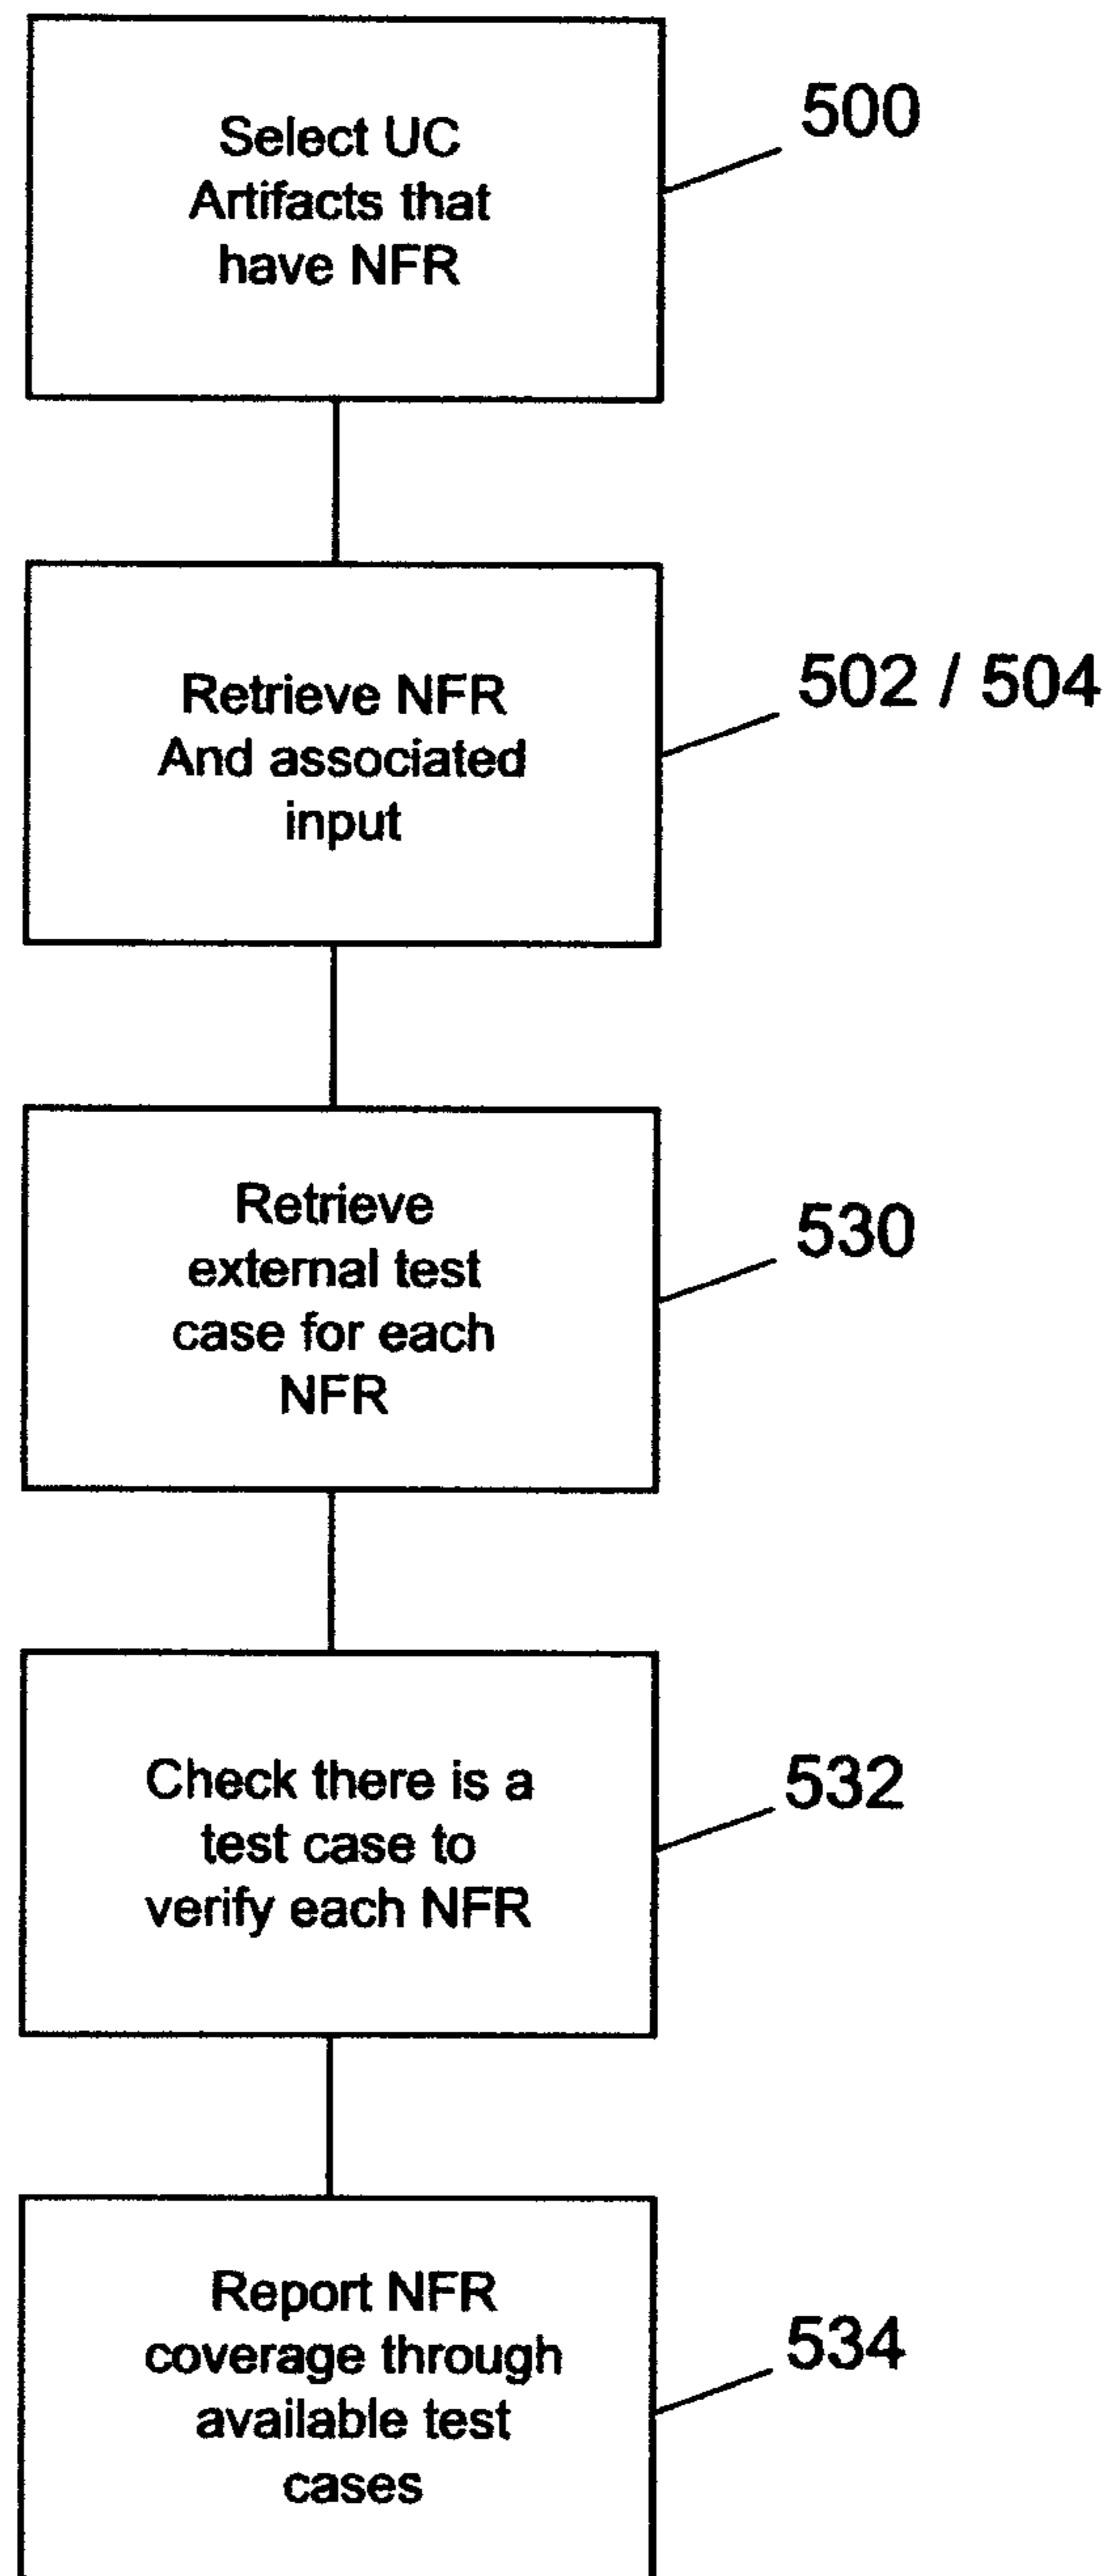 Select UC
Artifacts that
have NFR
500
Retrieve NFR
And associated
input
502 / 504
Retrieve
external test
case for each
NFR
530
Check there is a
test case to
verify each NFR
532
Report NFR
coverage through
available test
cases
534